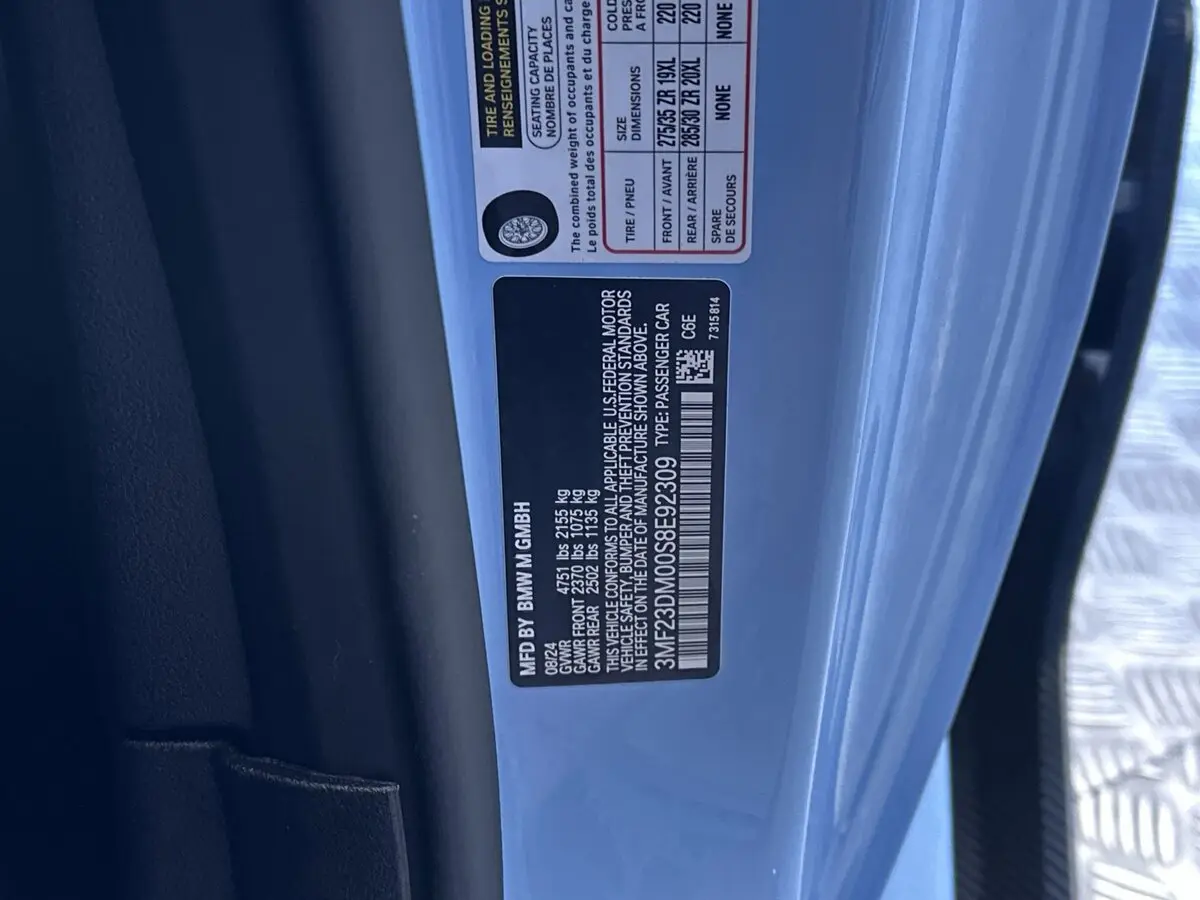 TIRE AND LOADING
RENSEIGNEMENTS S
SEATING CAPACITY
NOMBRE DE PLACES
The combined weight of occupants and ca
Le poids total des occupants et du charge
TIRE / PNEU SIZE DIMENSIONS COLD PRES A FRO
FRONT / AVANT 275/35 ZR 19XL 220
REAR / ARRIÈRE 285/30 ZR 20XL 220
SPARE DE SECOURS NONE NONE
MFD BY BMW M GMBH
08/24
GVWR 4751 lbs 2155 kg
GAWR FRONT 2370 lbs 1075 kg
GAWR REAR 2502 lbs 1135 kg
THIS VEHICLE CONFORMS TO ALL APPLICABLE U.S.FEDERAL MOTOR
VEHICLE SAFETY, BUMPER AND THEFT PREVENTION STANDARDS
IN EFFECT ON THE DATE OF MANUFACTURE SHOWN ABOVE.
3MF23DM00S8E92309 TYPE: PASSENGER CAR
C6E
7315814